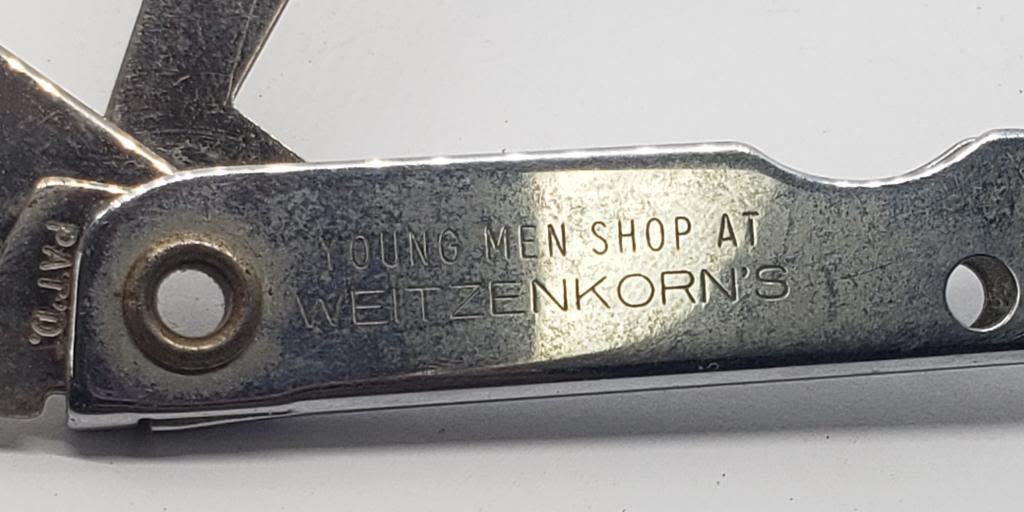 YOUNG MEN SHOP AT
WEITZENKORN'S
PAT'D.